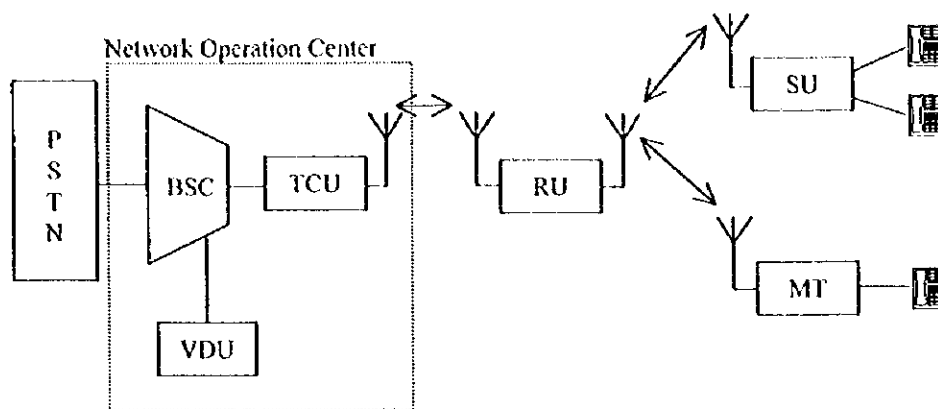 Network Operation Center
P
S
T
N
BSC
TCU
VDU
RU
SU
MT